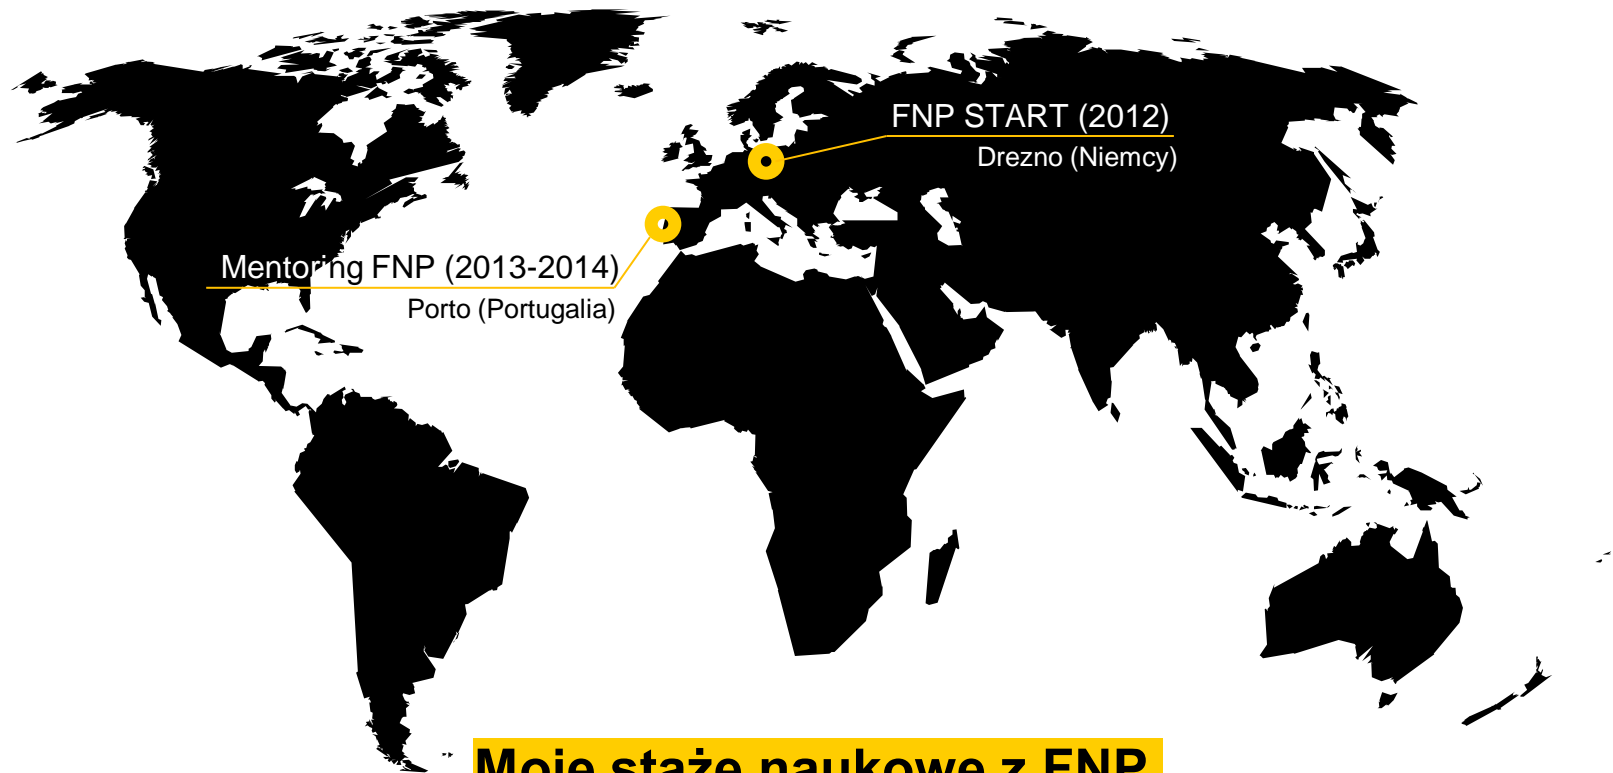 FNP START (2012)
Drezno (Niemcy)
Mentoring FNP (2013-2014)
Porto (Portugalia)
Moje staże naukowe z FNP